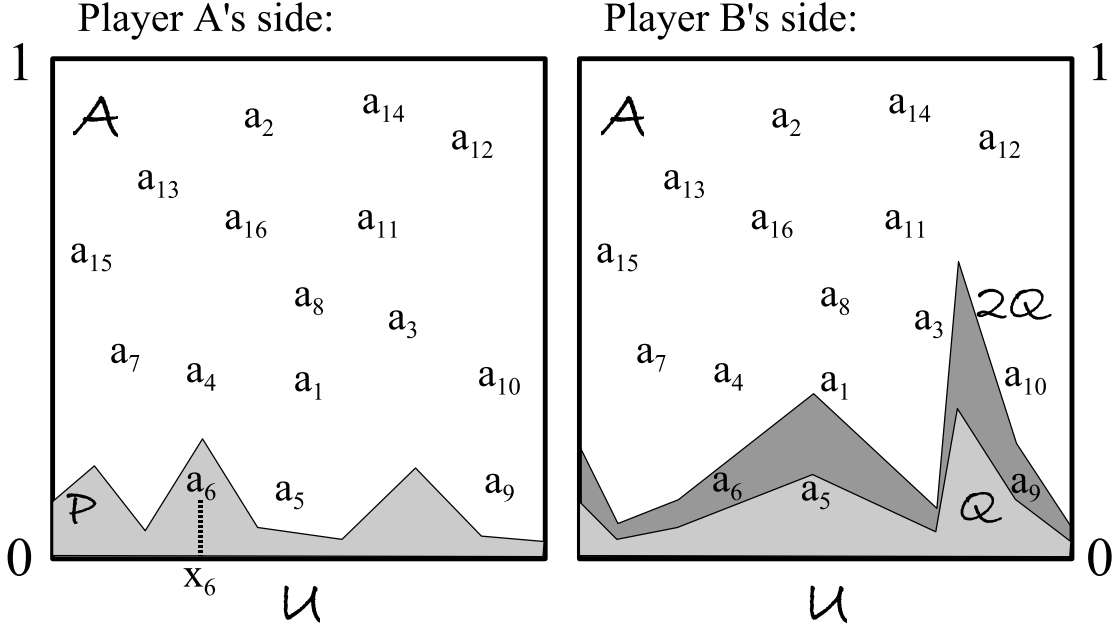 Player A's side: Player B's side:
1 1
A a₂ a₁₄ a₁₂ A a₂ a₁₄ a₁₂
a₁₃ a₁₃
a₁₆ a₁₁ a₁₆ a₁₁
a₁₅ a₁₅
a₈ a₃ a₈ a₃ 2Q
a₇ a₄ a₁ a₁₀ a₇ a₄ a₁ a₁₀
P a₆ a₅ a₉ a₆ a₅ Q a₉
0 0
x₆
U U